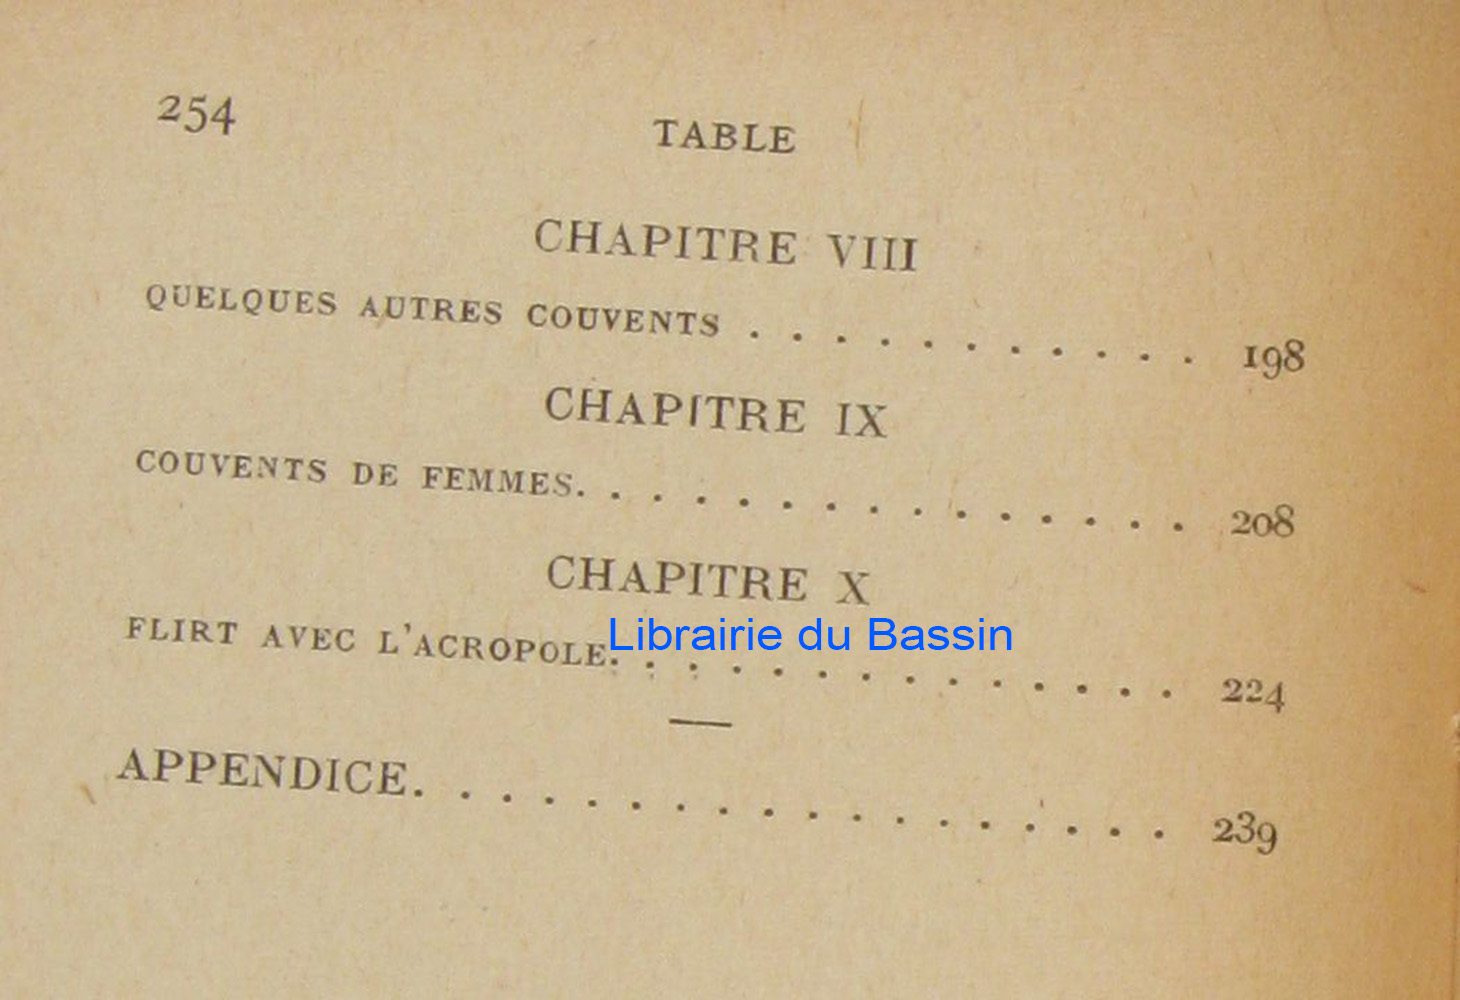 254
TABLE
CHAPITRE VIII
QUELQUES AUTRES COUVENTS . . . . . . . . . . . 198
CHAPITRE IX
COUVENTS DE FEMMES. . . . . . . . . . . . . . . 208
CHAPITRE X
FLIRT AVEC L'ACROPOLE. . . . . . . . . . . . . . 224
Librairie du Bassin
APPENDICE. . . . . . . . . . . . . . . . . . 239